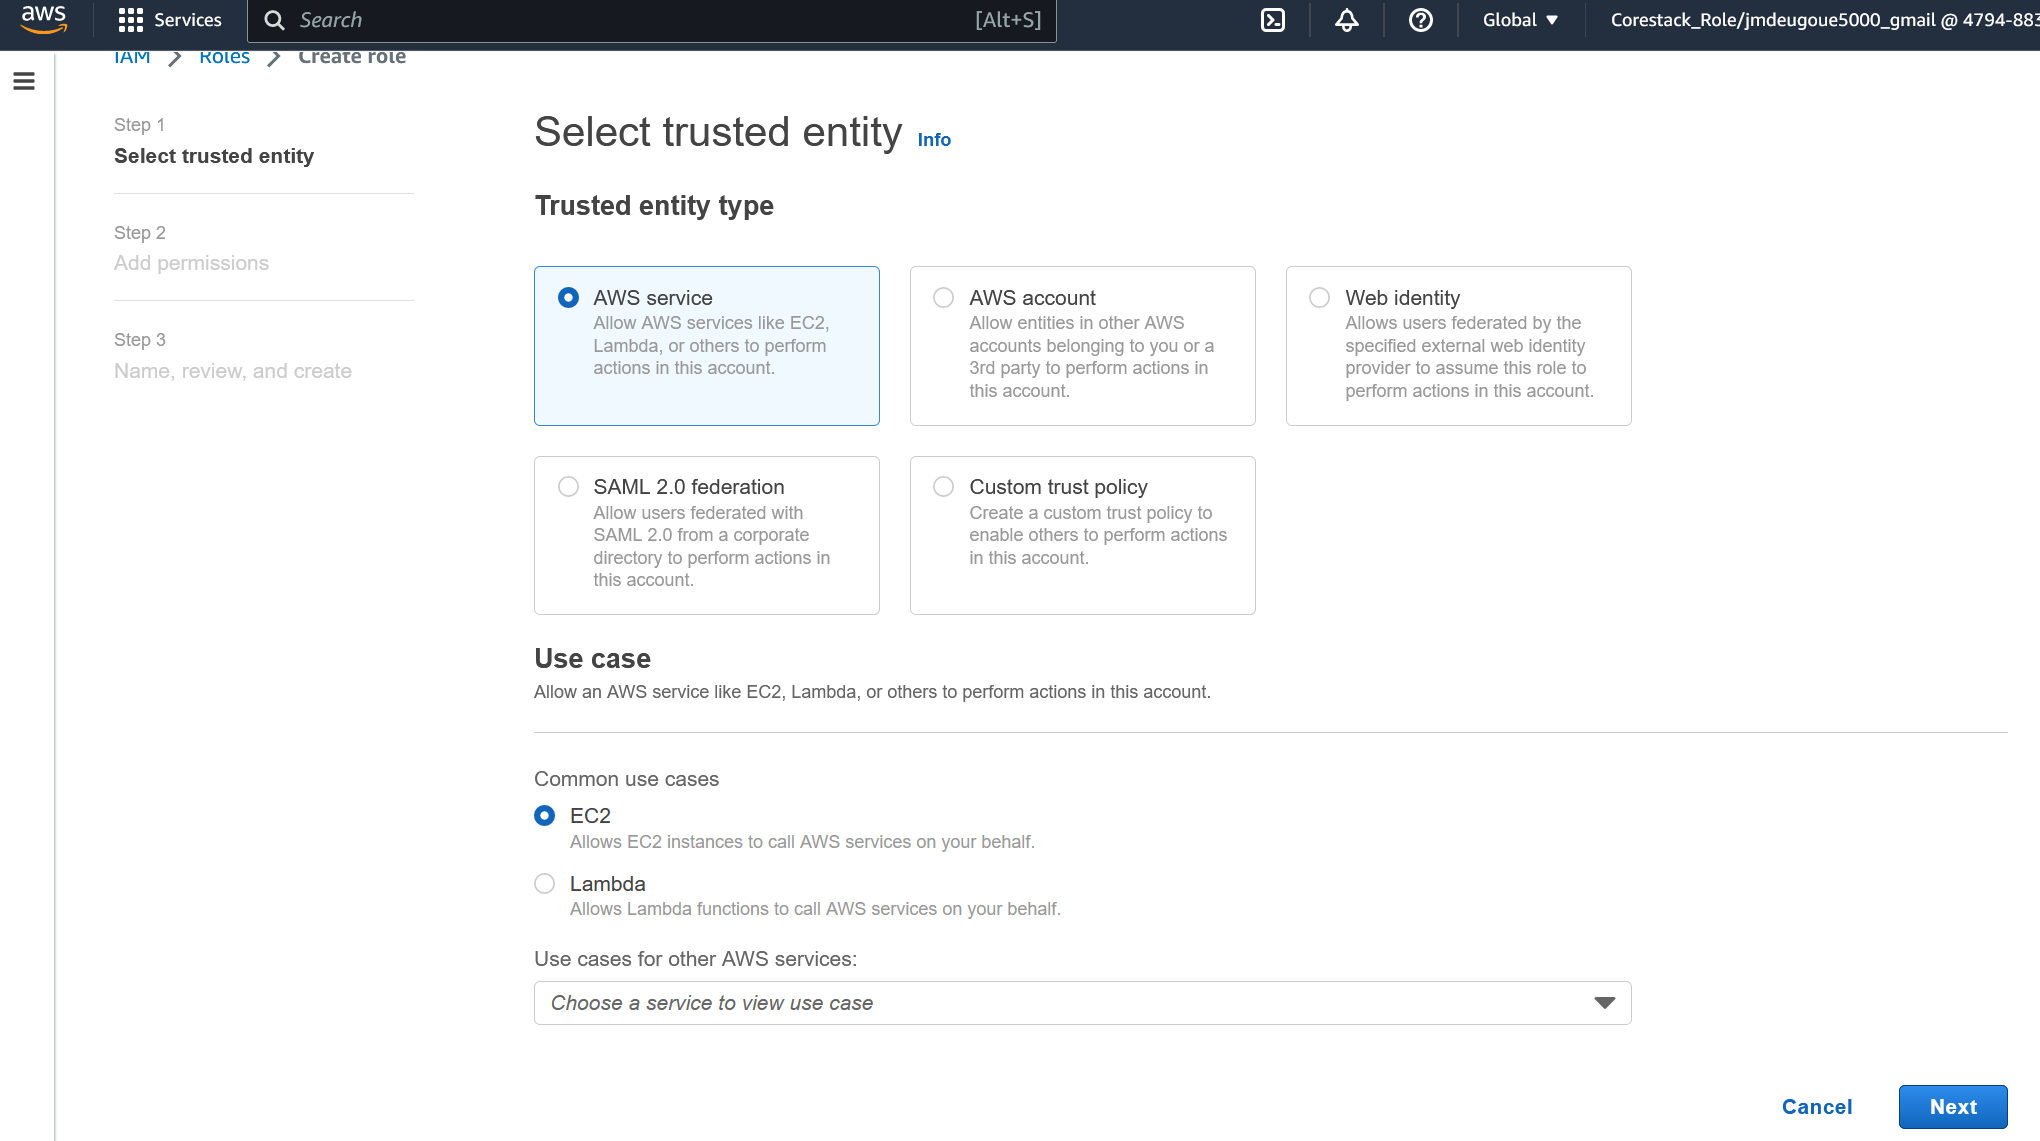 aws
Services
Search [Alt+S]
Global
Corestack_Role/jmdeugoue5000_gmail @ 4794-883
IAM
Roles
Create role
Step 1
Select trusted entity
Step 2
Add permissions
Step 3
Name, review, and create
Select trusted entity Info
Trusted entity type
AWS service
Allow AWS services like EC2,
Lambda, or others to perform
actions in this account.
AWS account
Allow entities in other AWS
accounts belonging to you or a
3rd party to perform actions in
this account.
Web identity
Allows users federated by the
specified external web identity
provider to assume this role to
perform actions in this account.
SAML 2.0 federation
Allow users federated with
SAML 2.0 from a corporate
directory to perform actions in
this account.
Custom trust policy
Create a custom trust policy to
enable others to perform actions
in this account.
Use case
Allow an AWS service like EC2, Lambda, or others to perform actions in this account.
Common use cases
EC2
Allows EC2 instances to call AWS services on your behalf.
Lambda
Allows Lambda functions to call AWS services on your behalf.
Use cases for other AWS services:
Choose a service to view use case
Cancel
Next